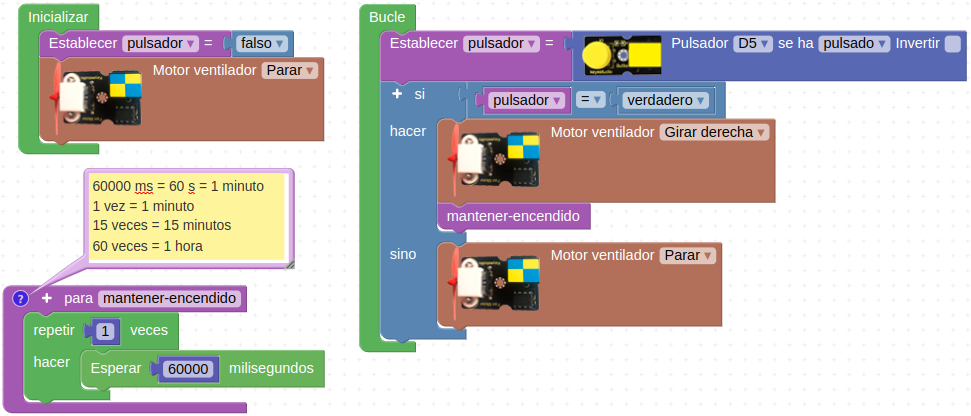 Inicializar
Establecer pulsador = falso
Motor ventilador Parar
60000 ms = 60 s = 1 minuto
1 vez = 1 minuto
15 veces = 15 minutos
60 veces = 1 hora
? + para mantener-encendido
repetir 1 veces
hacer Esperar 60000 milisegundos
Bucle
Establecer pulsador = Pulsador D5 se ha pulsado Invertir
+ si pulsador = verdadero
hacer Motor ventilador Girar derecha
mantener-encendido
sino Motor ventilador Parar